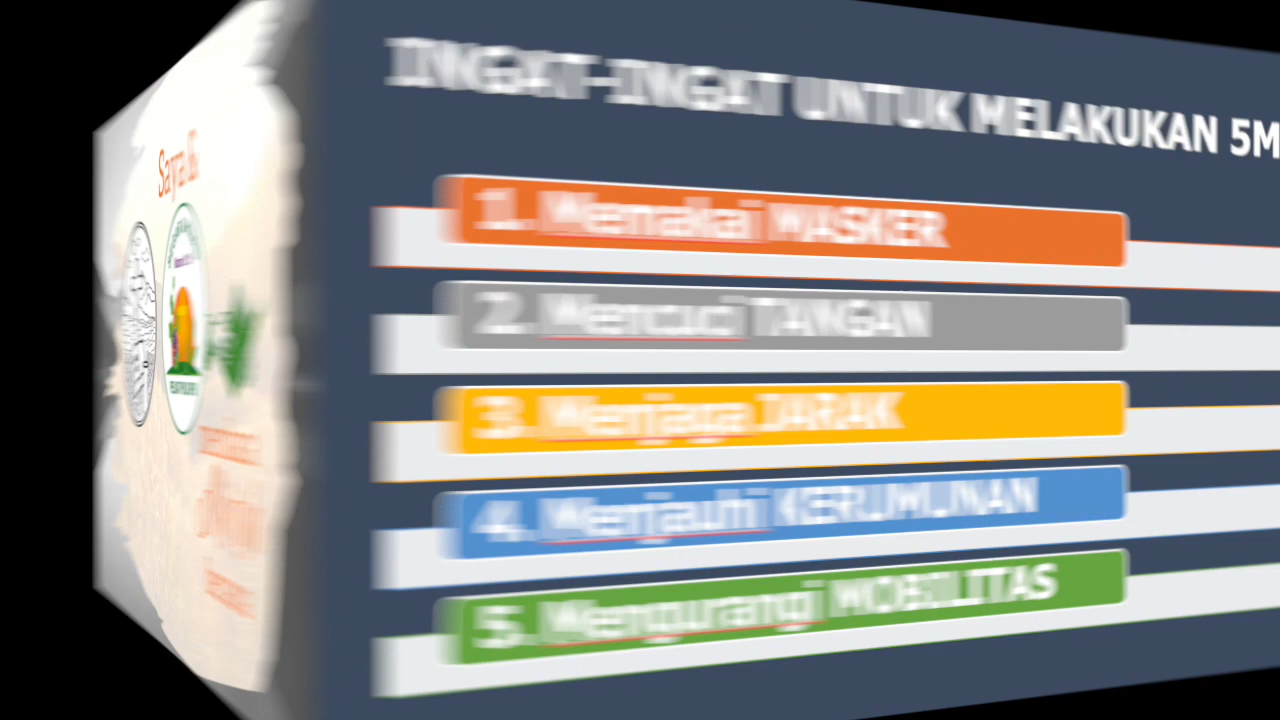 INGAT-INGAT UNTUK MELAKUKAN 5M
1. Memakai MASKER
2. Mencuci TANGAN
3. Menjaga JARAK
4. Menjauhi KERUMUNAN
5. Mengurangi MOBILITAS